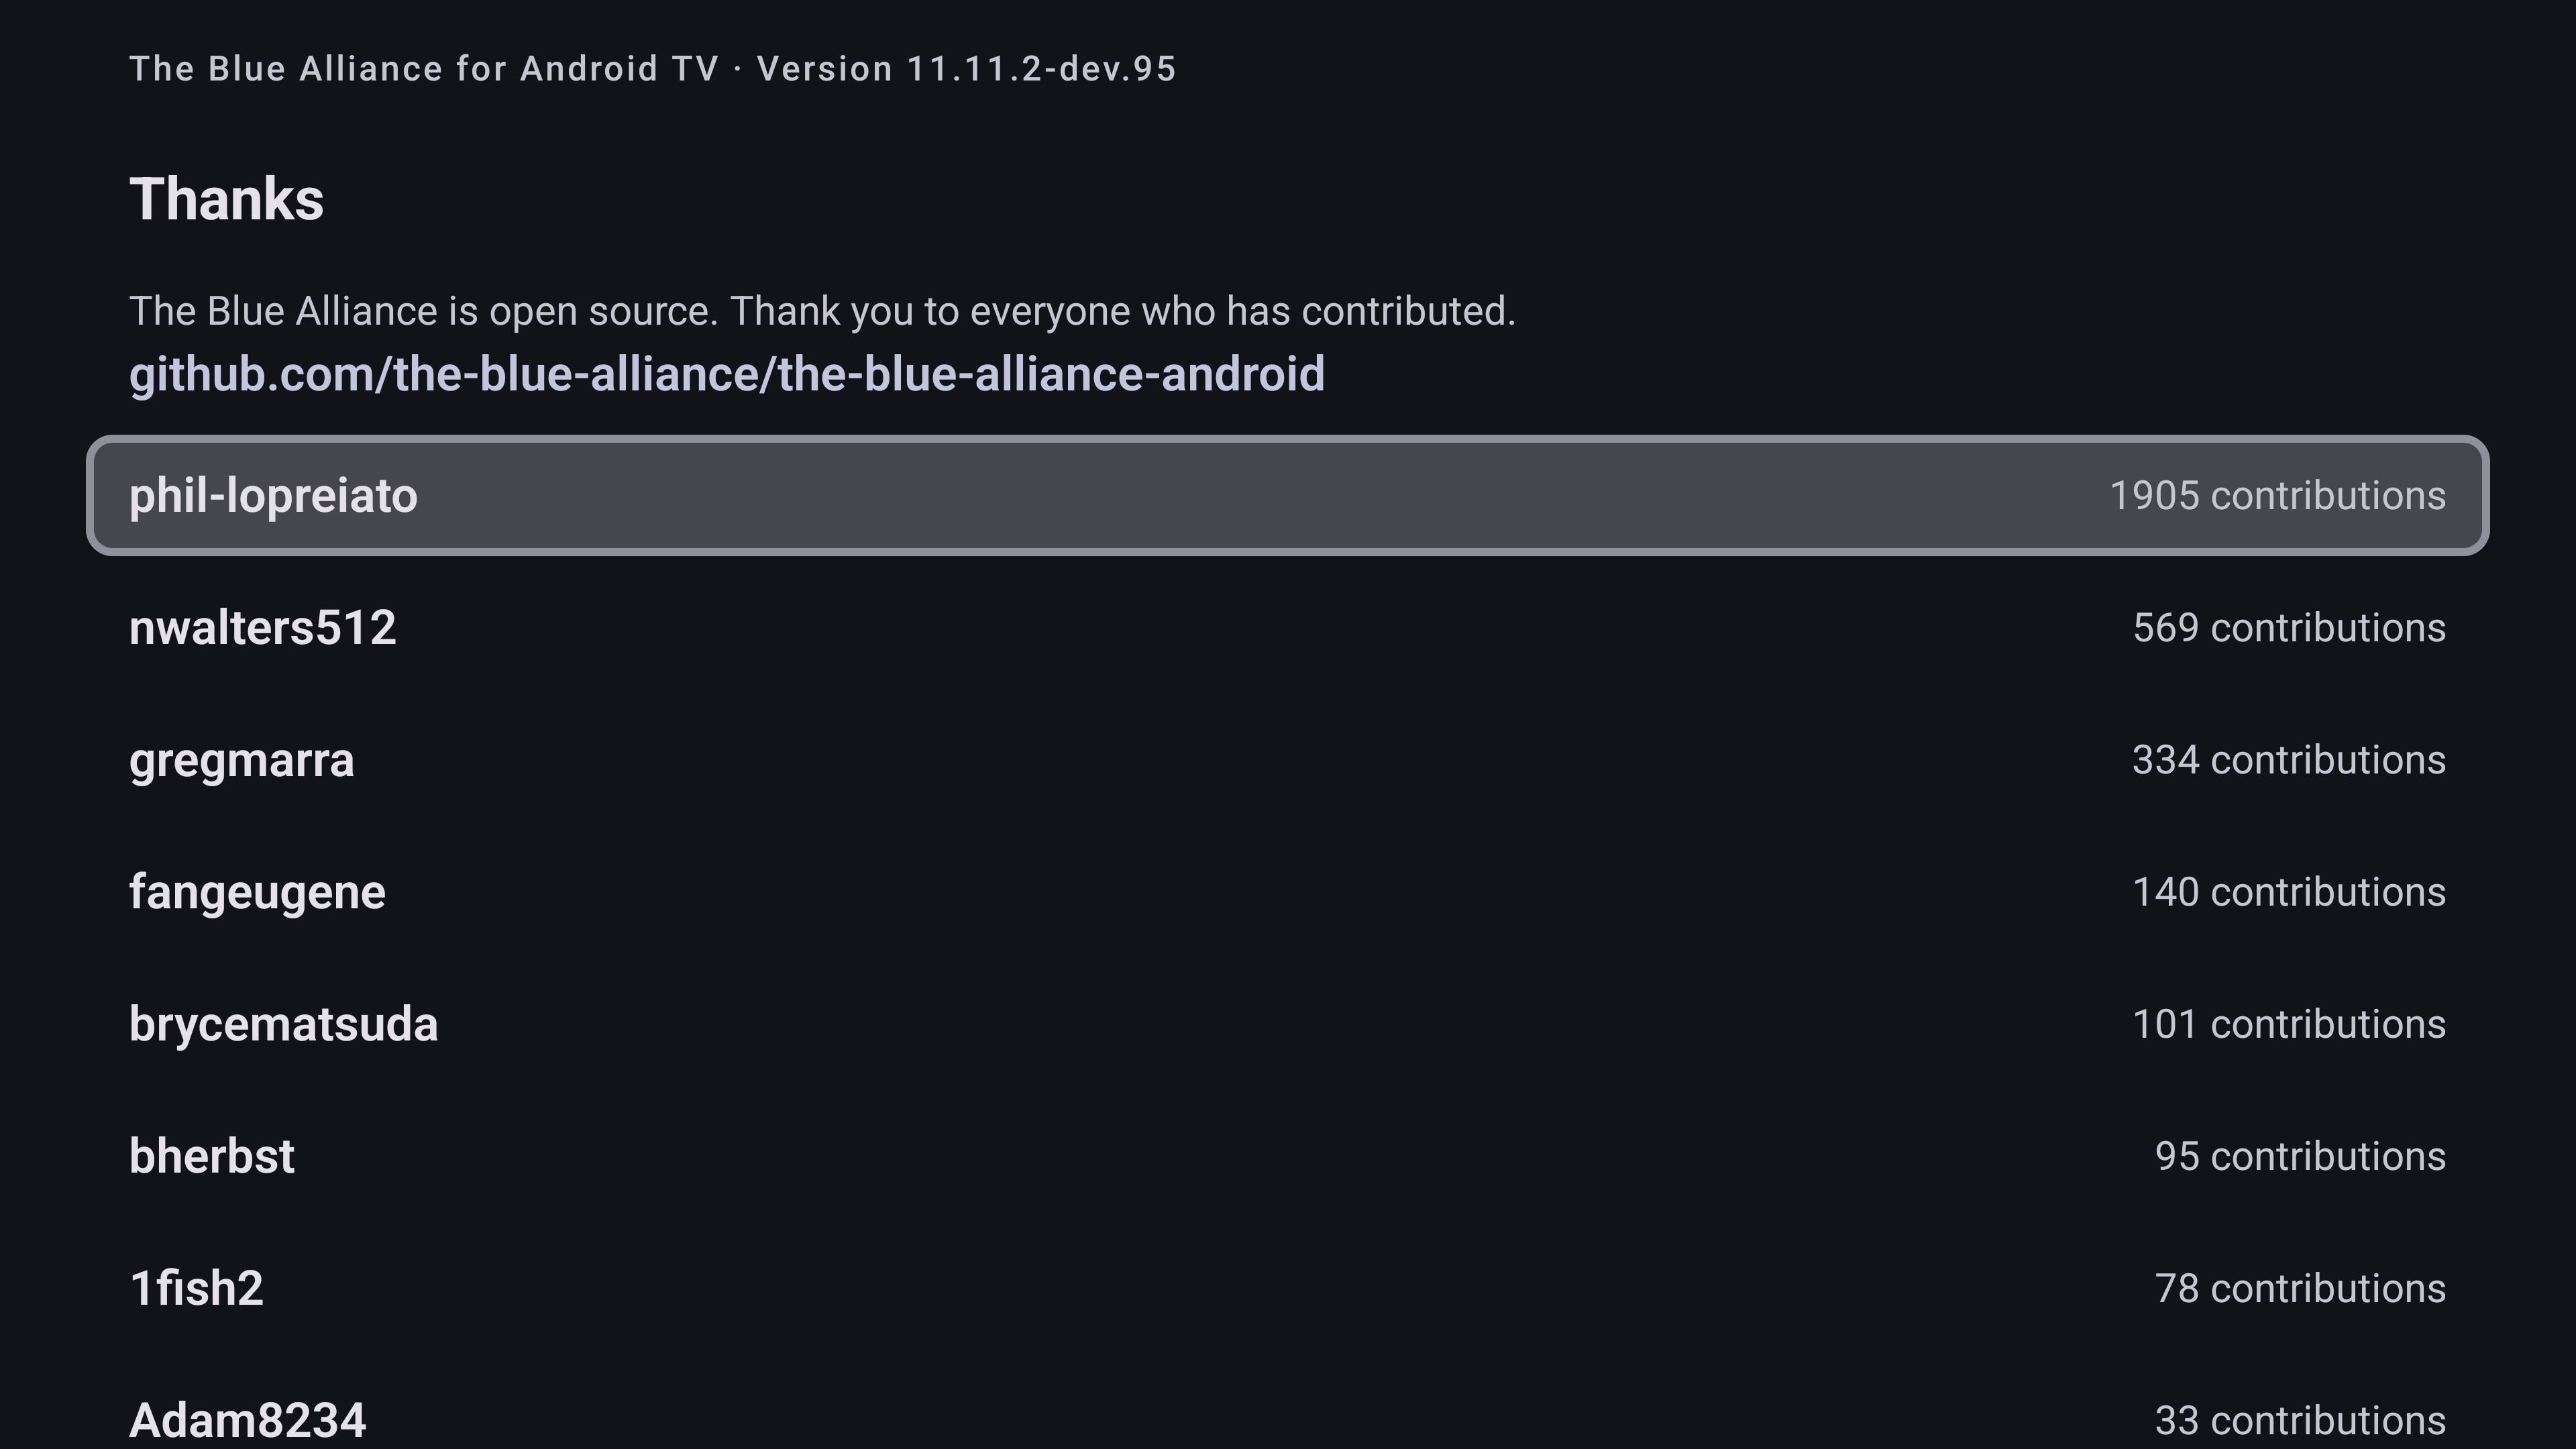 The Blue Alliance for Android TV · Version 11.11.2-dev.95
Thanks
The Blue Alliance is open source. Thank you to everyone who has contributed.
github.com/the-blue-alliance/the-blue-alliance-android
phil-lopreiato 1905 contributions
nwalters512 569 contributions
gregmarra 334 contributions
fangeugene 140 contributions
brycematsuda 101 contributions
bherbst 95 contributions
1fish2 78 contributions
Adam8234 33 contributions